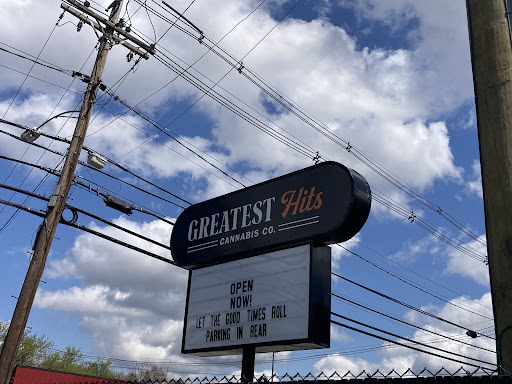 GREATEST Hits
CANNABIS CO.
OPEN
NOW!
LET THE GOOD TIMES ROLL
PARKING IN REAR